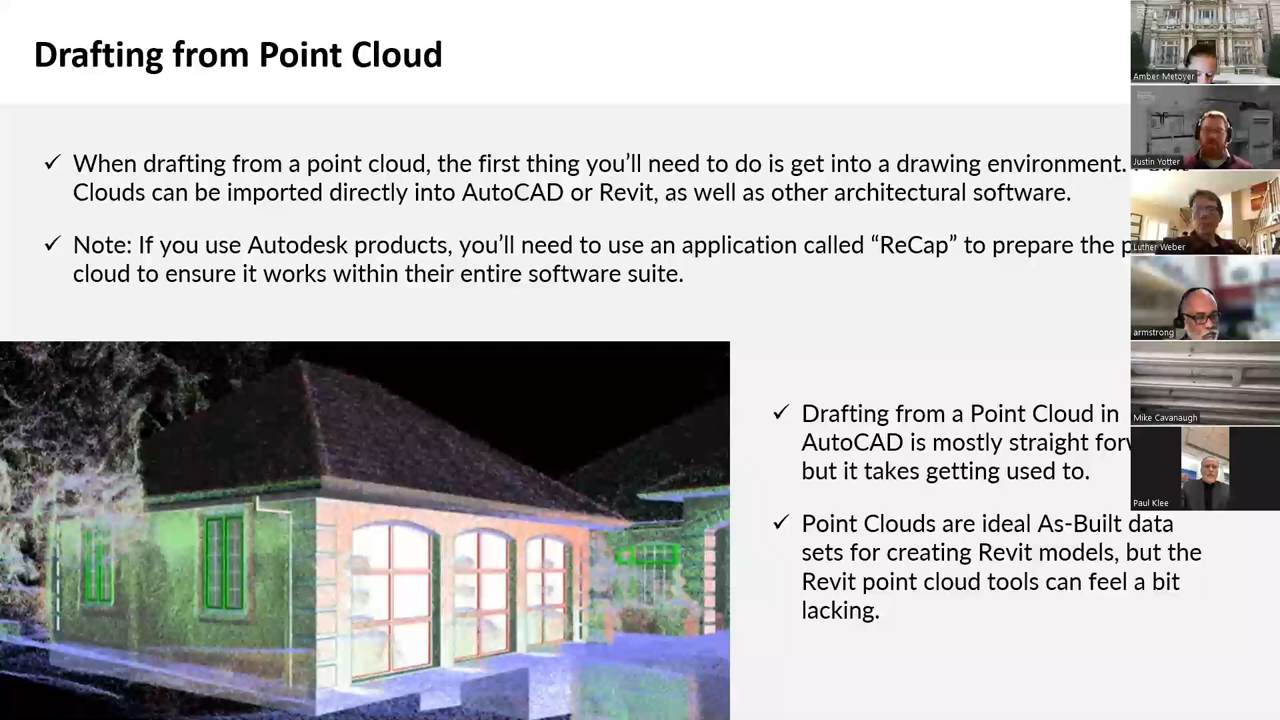 Drafting from Point Cloud
✓ When drafting from a point cloud, the first thing you’ll need to do is get into a drawing environment.
Clouds can be imported directly into AutoCAD or Revit, as well as other architectural software.
✓ Note: If you use Autodesk products, you’ll need to use an application called “ReCap” to prepare the
cloud to ensure it works within their entire software suite.
✓ Drafting from a Point Cloud in
AutoCAD is mostly straight
but it takes getting used to.
✓ Point Clouds are ideal As-Built data
sets for creating Revit models, but the
Revit point cloud tools can feel a bit
lacking.
Amber Metoyer
Justin Yotter
Luther Weber
armstrong
Mike Cavanaugh
Paul Klee